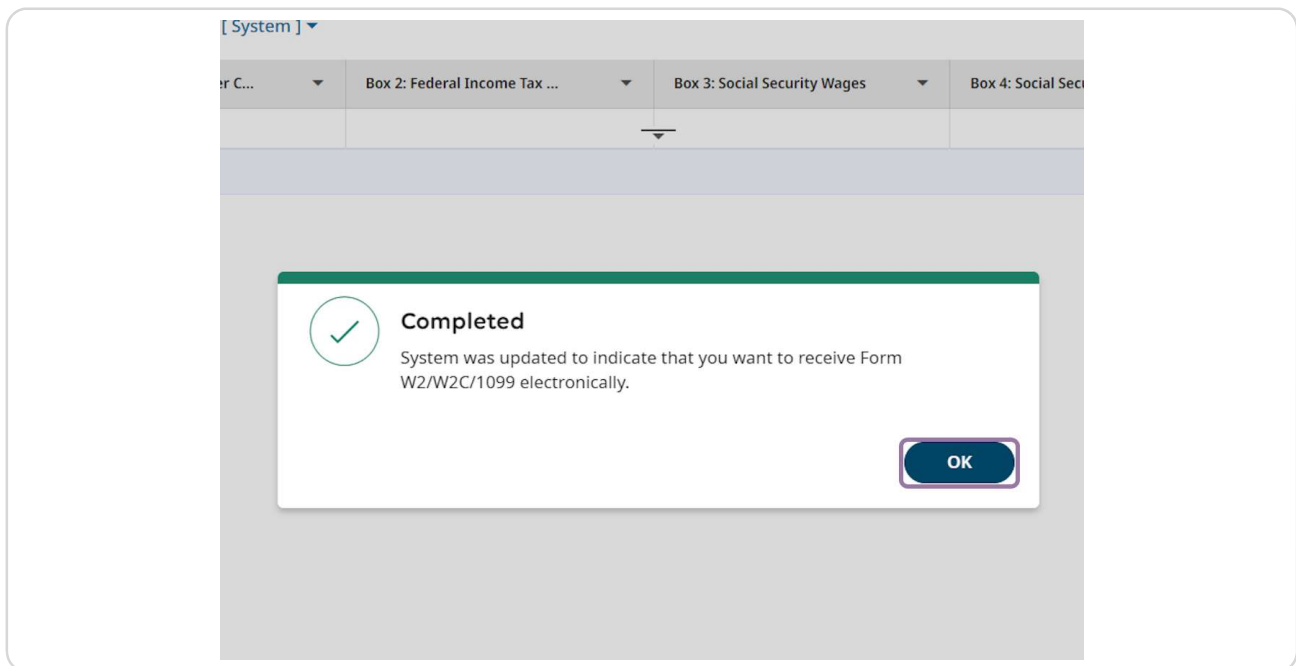 [ System ]
er C... Box 2: Federal Income Tax ... Box 3: Social Security Wages Box 4: Social Secu
Completed
System was updated to indicate that you want to receive Form
W2/W2C/1099 electronically.
OK